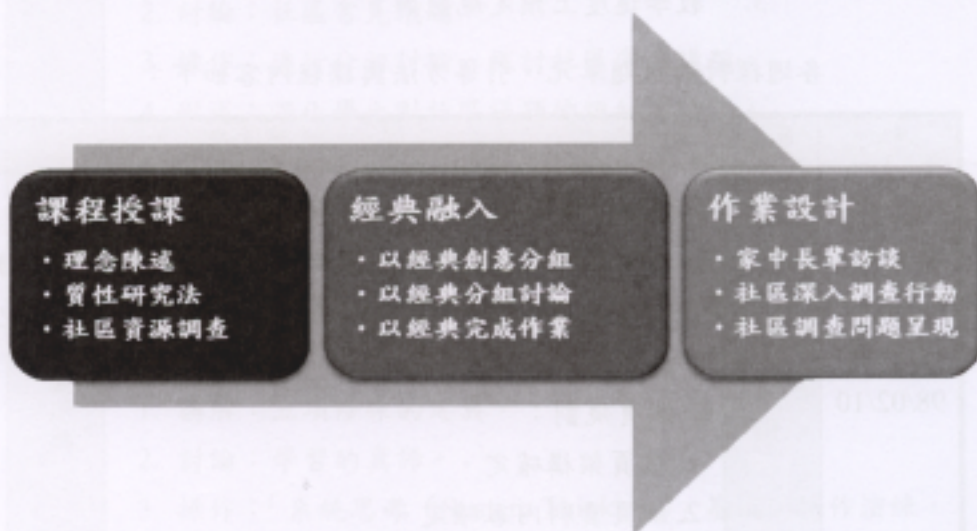 課程授課
・理念陳述
・質性研究法
・社區資源調查
經典融入
・以經典創意分組
・以經典分組討論
・以經典完成作業
作業設計
・家中長輩訪談
・社區深入調查行動
・社區調查問題呈現
98/02/10